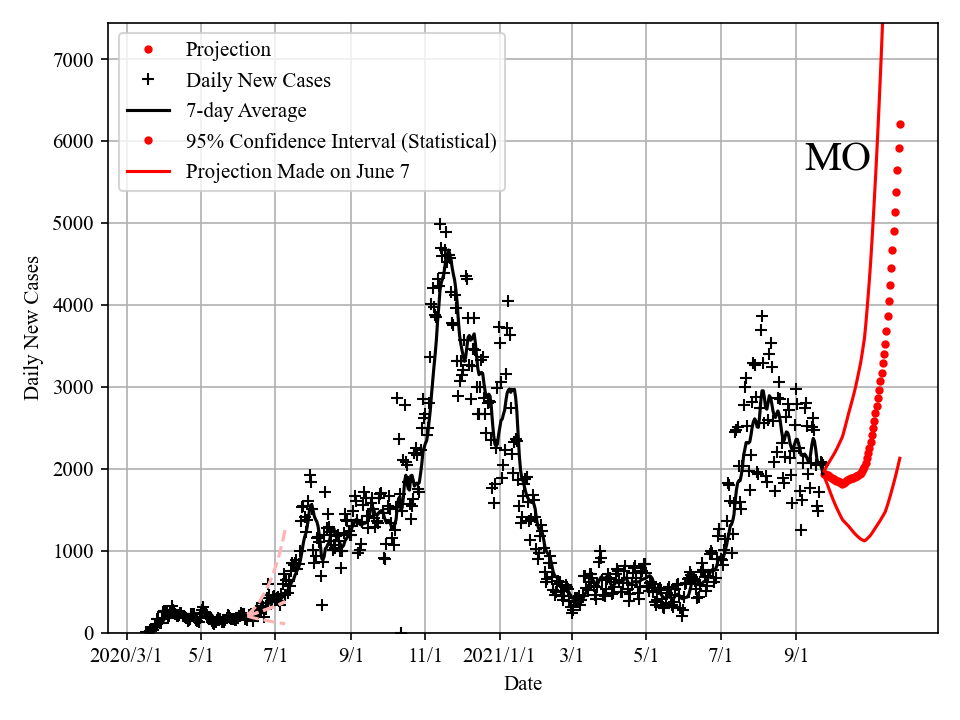 7000
6000
5000
4000
3000
2000
1000
0
Daily New Cases
Projection
Daily New Cases
7-day Average
95% Confidence Interval (Statistical)
Projection Made on June 7
MO
2020/3/1 5/1 7/1 9/1 11/1 2021/1/1 3/1 5/1 7/1 9/1
Date